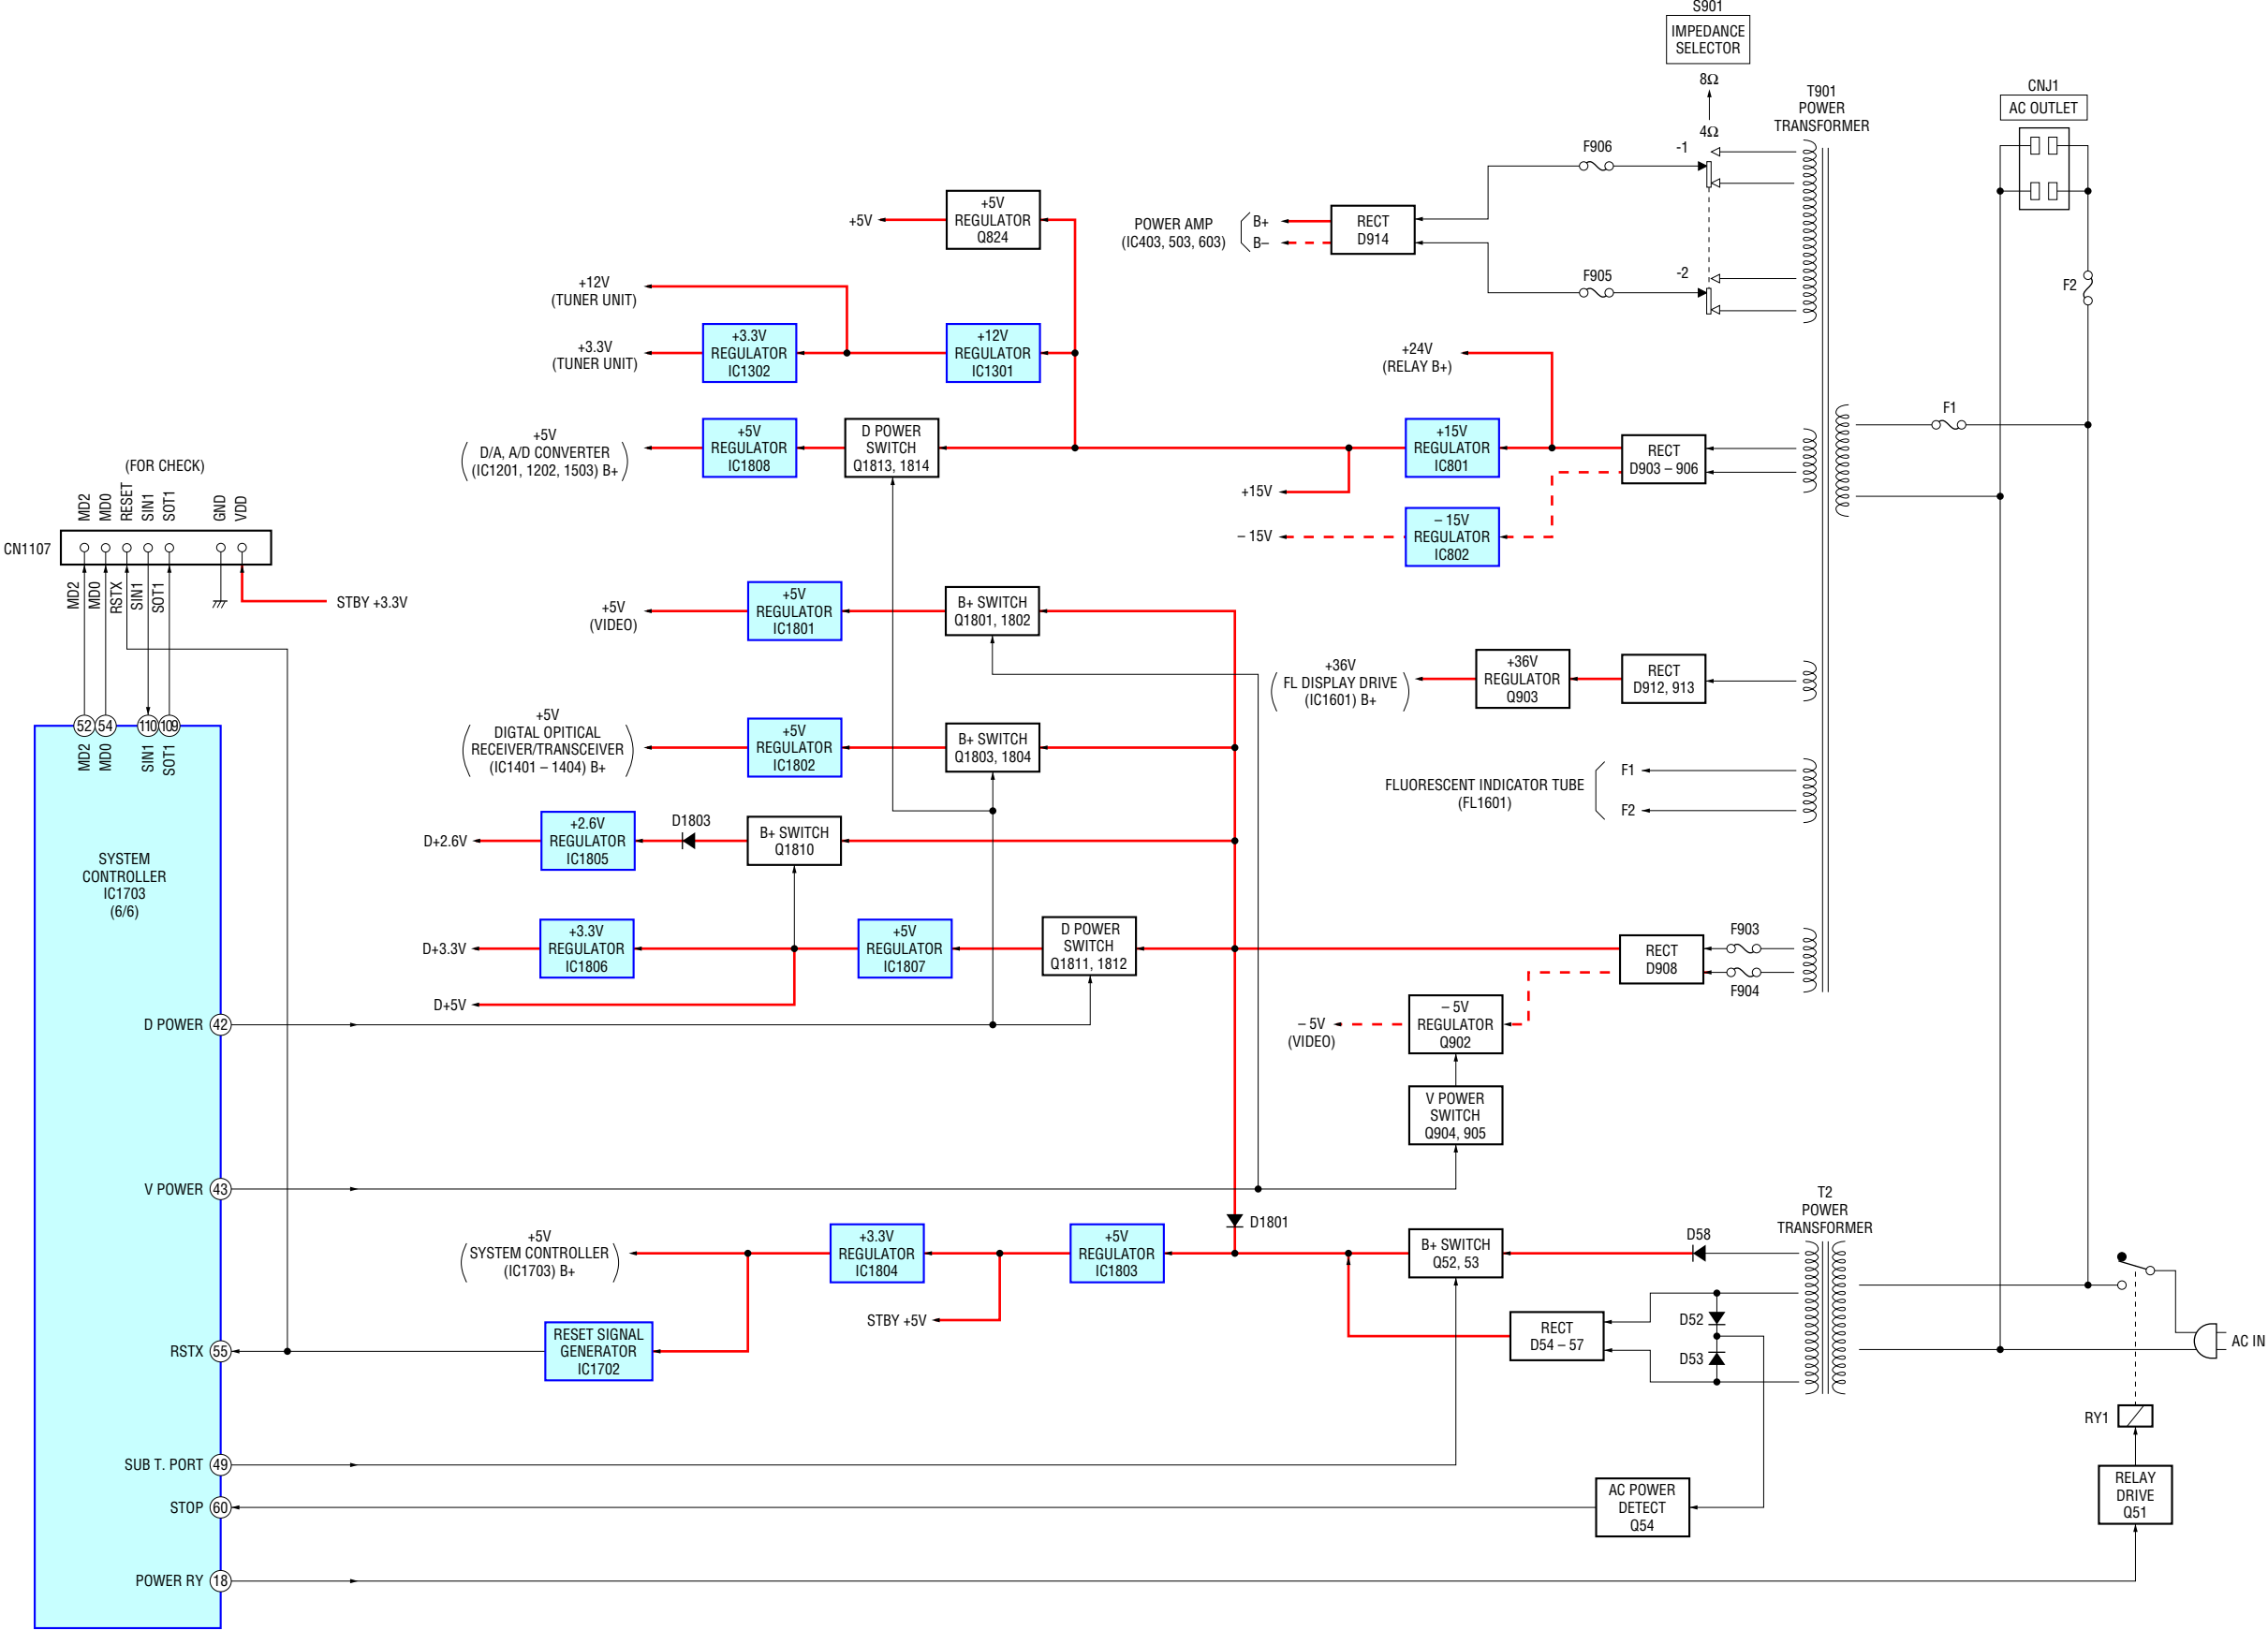 S901
IMPEDANCE
SELECTOR
8Ω
4Ω
-1
-2
F906
F905
T901
POWER
TRANSFORMER
CNJ1
AC OUTLET
F2
F1
POWER AMP
(IC403, 503, 603)
B+
B–
RECT
D914
+5V
+5V
REGULATOR
Q824
+12V
(TUNER UNIT)
+3.3V
(TUNER UNIT)
+3.3V
REGULATOR
IC1302
+12V
REGULATOR
IC1301
+24V
(RELAY B+)
+5V
D/A, A/D CONVERTER
(IC1201, 1202, 1503) B+
+5V
REGULATOR
IC1808
D POWER
SWITCH
Q1813, 1814
+15V
REGULATOR
IC801
RECT
D903 – 906
+15V
– 15V
– 15V
REGULATOR
IC802
(FOR CHECK)
MD2
MD0
RESET
SIN1
SOT1
GND
VDD
CN1107
MD2
MD0
RSTX
SIN1
SOT1
STBY +3.3V
+5V
(VIDEO)
+5V
REGULATOR
IC1801
B+ SWITCH
Q1801, 1802
+36V
FL DISPLAY DRIVE
(IC1601) B+
+36V
REGULATOR
Q903
RECT
D912, 913
+5V
DIGTAL OPITICAL
RECEIVER/TRANSCEIVER
(IC1401 – 1404) B+
+5V
REGULATOR
IC1802
B+ SWITCH
Q1803, 1804
FLUORESCENT INDICATOR TUBE
(FL1601)
F1
F2
52
54
110
109
MD2
MD0
SIN1
SOT1
SYSTEM
CONTROLLER
IC1703
(6/6)
D+2.6V
+2.6V
REGULATOR
IC1805
D1803
B+ SWITCH
Q1810
D+3.3V
+3.3V
REGULATOR
IC1806
+5V
REGULATOR
IC1807
D POWER
SWITCH
Q1811, 1812
RECT
D908
F903
F904
D+5V
D POWER 42
– 5V
(VIDEO)
– 5V
REGULATOR
Q902
V POWER
SWITCH
Q904, 905
V POWER 43
D1801
T2
POWER
TRANSFORMER
+5V
SYSTEM CONTROLLER
(IC1703) B+
+3.3V
REGULATOR
IC1804
+5V
REGULATOR
IC1803
B+ SWITCH
Q52, 53
D58
STBY +5V
RECT
D54 – 57
D52
D53
AC IN
RSTX 55
RESET SIGNAL
GENERATOR
IC1702
RY1
SUB T. PORT 49
STOP 60
AC POWER
DETECT
Q54
RELAY
DRIVE
Q51
POWER RY 18